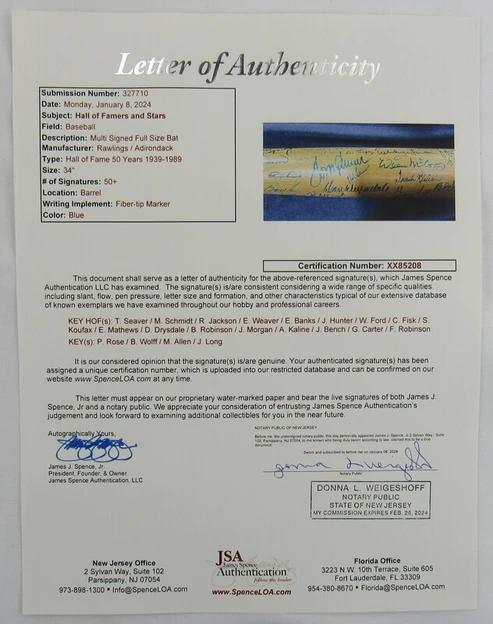 Letter of Authenticity
Submission Number: 327710
Date: Monday, January 8, 2024
Subject: Hall of Famers and Stars
Field: Baseball
Description: Multi Signed Full Size Bat
Manufacturer: Rawlings / Adirondack
Type: Hall of Fame 50 Years 1939-1989
Size: 34"
# of Signatures: 50+
Location: Barrel
Writing Implement: Fiber-tip Marker
Color: Blue
Certification Number: XX85208
This document shall serve as a letter of authenticity for the above-referenced signature(s), which James Spence
Authentication LLC has examined. The signature(s) is/are consistent considering a wide range of specific qualities
including slant, flow, pen pressure, letter size and formation, and other characteristics typical of our extensive database
of known exemplars we have examined throughout our hobby and professional careers.
KEY HOF(s): T. Seaver / M. Schmidt / R. Jackson / E. Weaver / E. Banks / J. Hunter / W. Ford / C. Fisk / S.
Koufax / E. Mathews / D. Drysdale / B. Robinson / J. Morgan / A. Kaline / J. Bench / G. Carter / F. Robinson
KEY(s): P. Rose / B. Wolff / M. Allen / J. Long
It is our considered opinion that the signature(s) is/are genuine. Your authenticated signature(s) has been
assigned a unique certification number, which is uploaded into our restricted database and can be confirmed on our
website www.SpenceLOA.com at any time.
This letter must appear on our proprietary water-marked paper and bear the live signatures of both James J.
Spence, Jr and a notary public. We appreciate your consideration of entrusting James Spence Authentication's
judgement and look forward to examining additional collectibles for you in the near future.
Autographically Yours,
James J. Spence, Jr.
President, Founder, & Owner
James Spence Authentication, LLC
NOTARY PUBLIC OF NEW JERSEY
Sworn and subscribed to before me on January 08, 2024
Notary Public
DONNA L. WEIGESHOFF
NOTARY PUBLIC
STATE OF NEW JERSEY
MY COMMISSION EXPIRES FEB. 26, 2024
New Jersey Office
2 Sylvan Way, Suite 102
Parsippany, NJ 07054
973-898-1300 • Info@SpenceLOA.com
JSA
James Spence
Authentication
follow the leader
www.SpenceLOA.com
Florida Office
3223 N.W. 10th Terrace, Suite 605
Fort Lauderdale, FL 33309
954-380-8670 • Florida@SpenceLOA.com